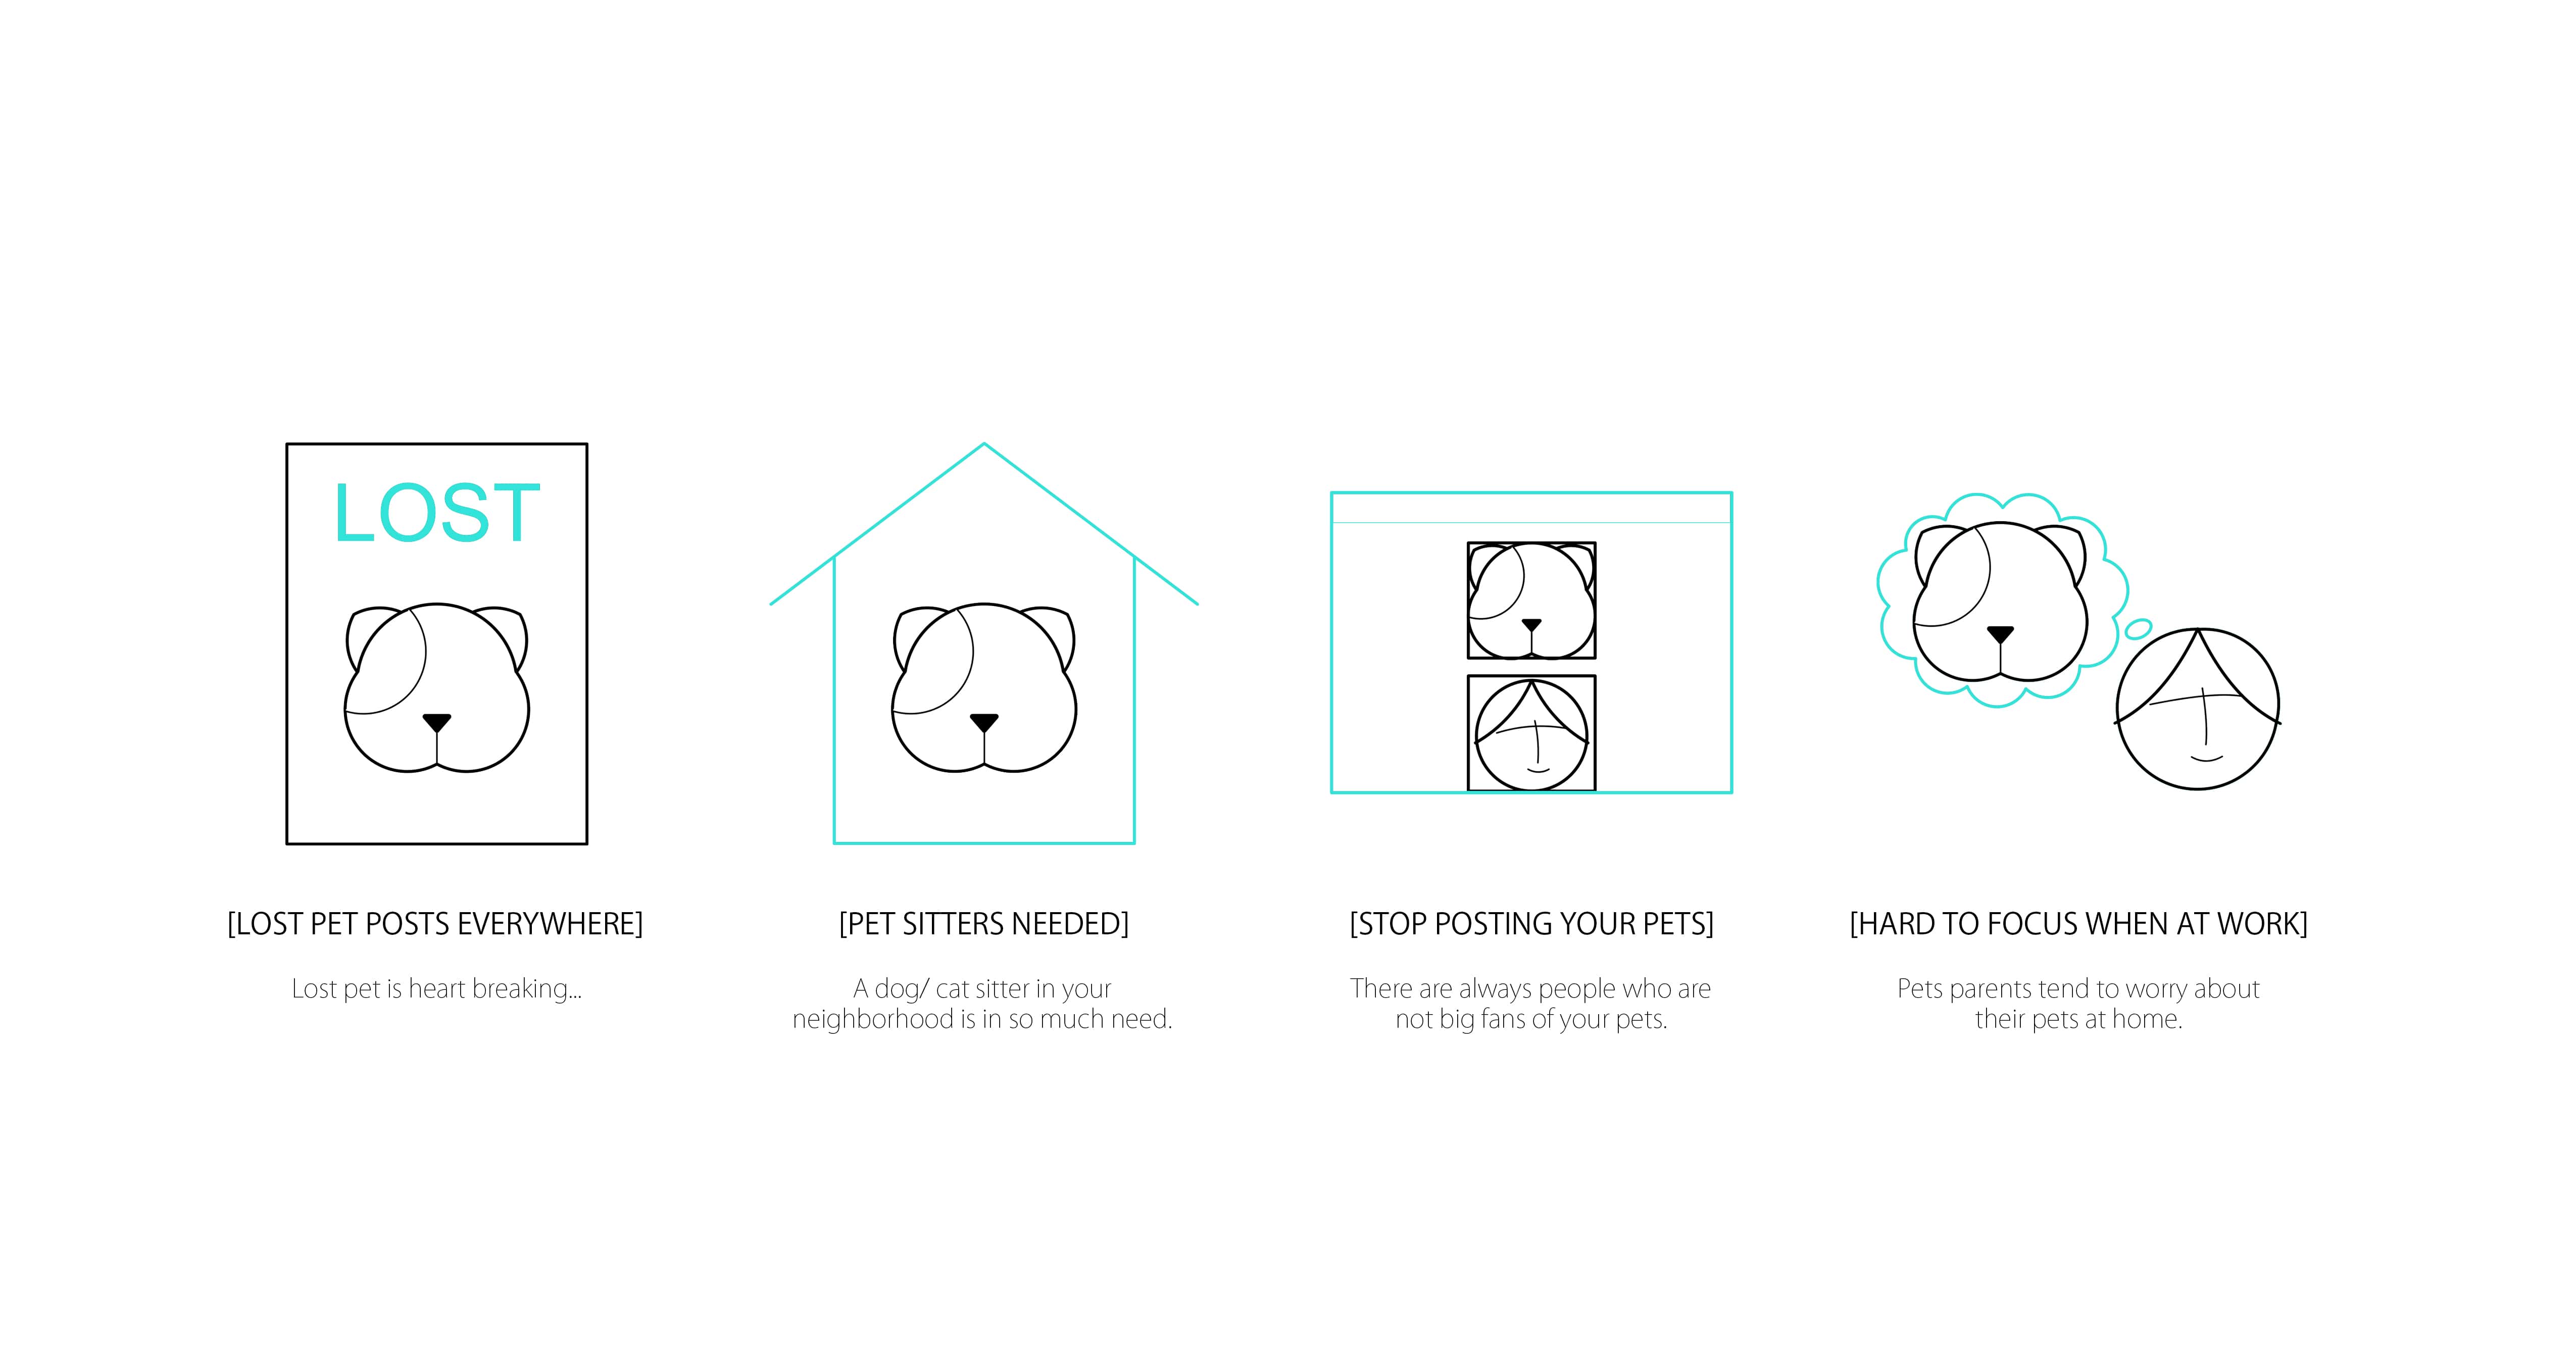 LOST
[LOST PET POSTS EVERYWHERE]
Lost pet is heart breaking...
[PET SITTERS NEEDED]
A dog/ cat sitter in your
neighborhood is in so much need.
[STOP POSTING YOUR PETS]
There are always people who are
not big fans of your pets.
[HARD TO FOCUS WHEN AT WORK]
Pets parents tend to worry about
their pets at home.